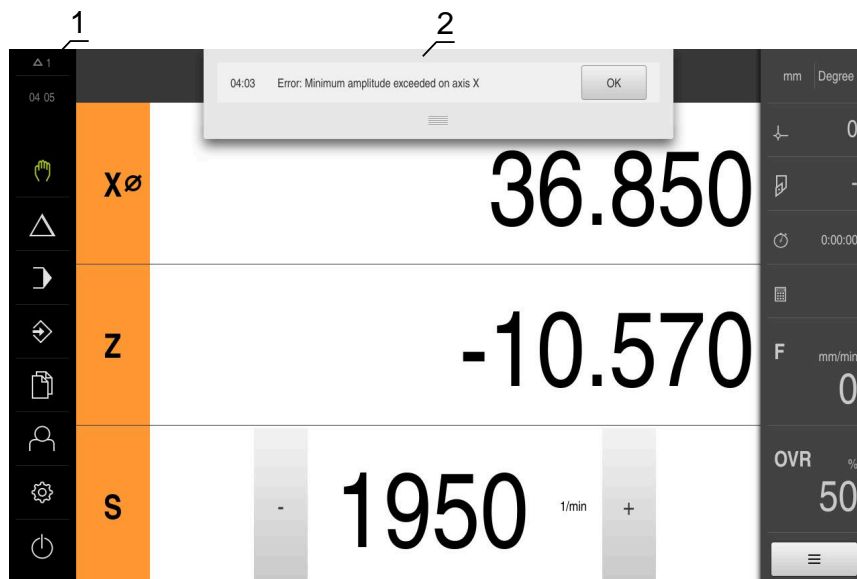 1
2
△ 1
04:03 Error: Minimum amplitude exceeded on axis X OK
mm Degree
04 05
0
X⌀ 36.850
-
0:00:00
Z -10.570
F mm/min
0
OVR %
50
S - 1950 1/min +